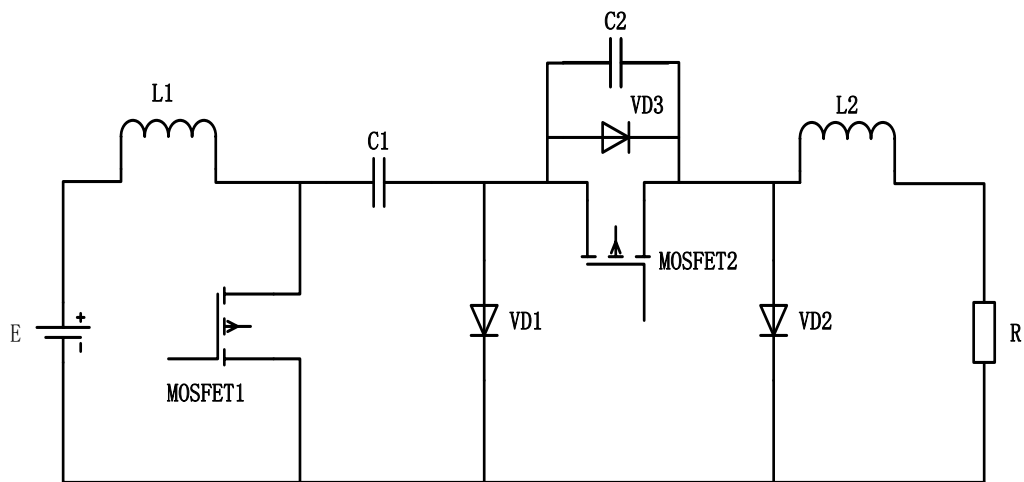 C2
L1
VD3
L2
C1
MOSFET2
+
E
VD1
VD2
R
-
MOSFET1